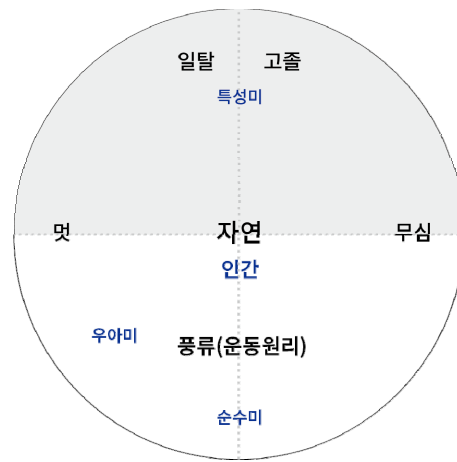 일탈 고졸
특성미
멋 자연 무심
인간
우아미
풍류(운동원리)
순수미